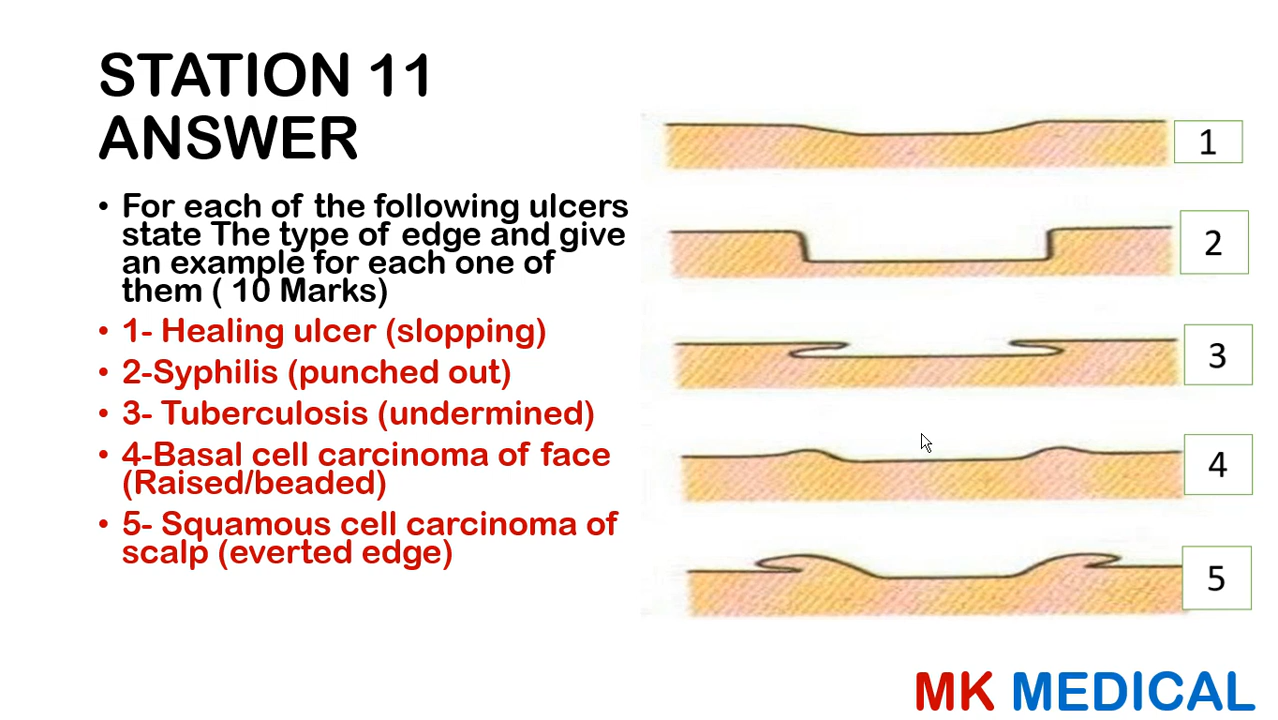 STATION 11
ANSWER
• For each of the following ulcers
state The type of edge and give
an example for each one of
them ( 10 Marks)
• 1- Healing ulcer (slopping)
• 2-Syphilis (punched out)
• 3- Tuberculosis (undermined)
• 4-Basal cell carcinoma of face
(Raised/beaded)
• 5- Squamous cell carcinoma of
scalp (everted edge)
1
2
3
4
5
MK MEDICAL